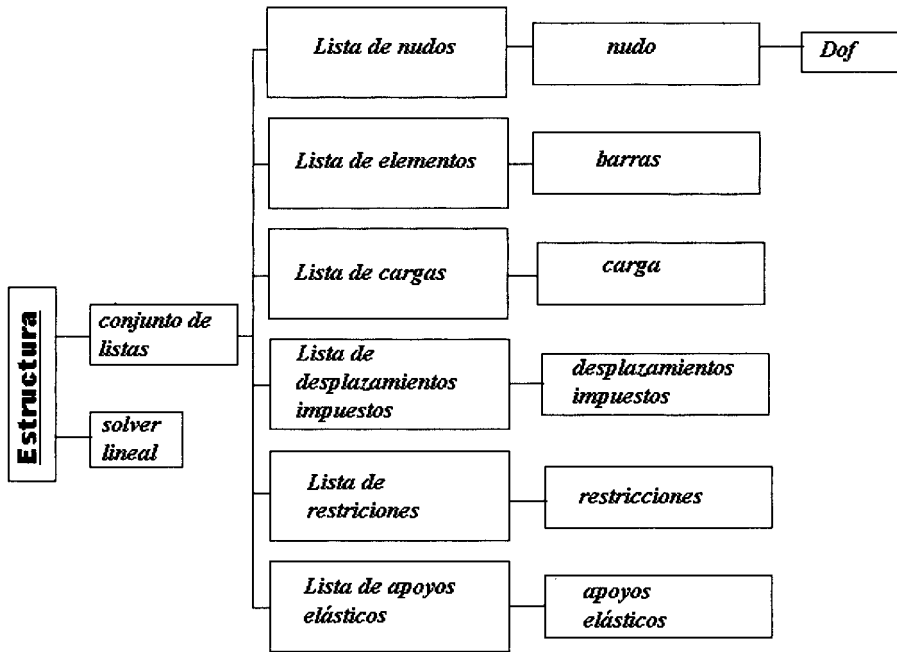 Estructura
conjunto de
listas
solver
lineal
Lista de nudos
nudo
Dof
Lista de elementos
barras
Lista de cargas
carga
Lista de
desplazamientos
impuestos
desplazamientos
impuestos
Lista de
restriciones
restricciones
Lista de apoyos
elásticos
apoyos
elásticos